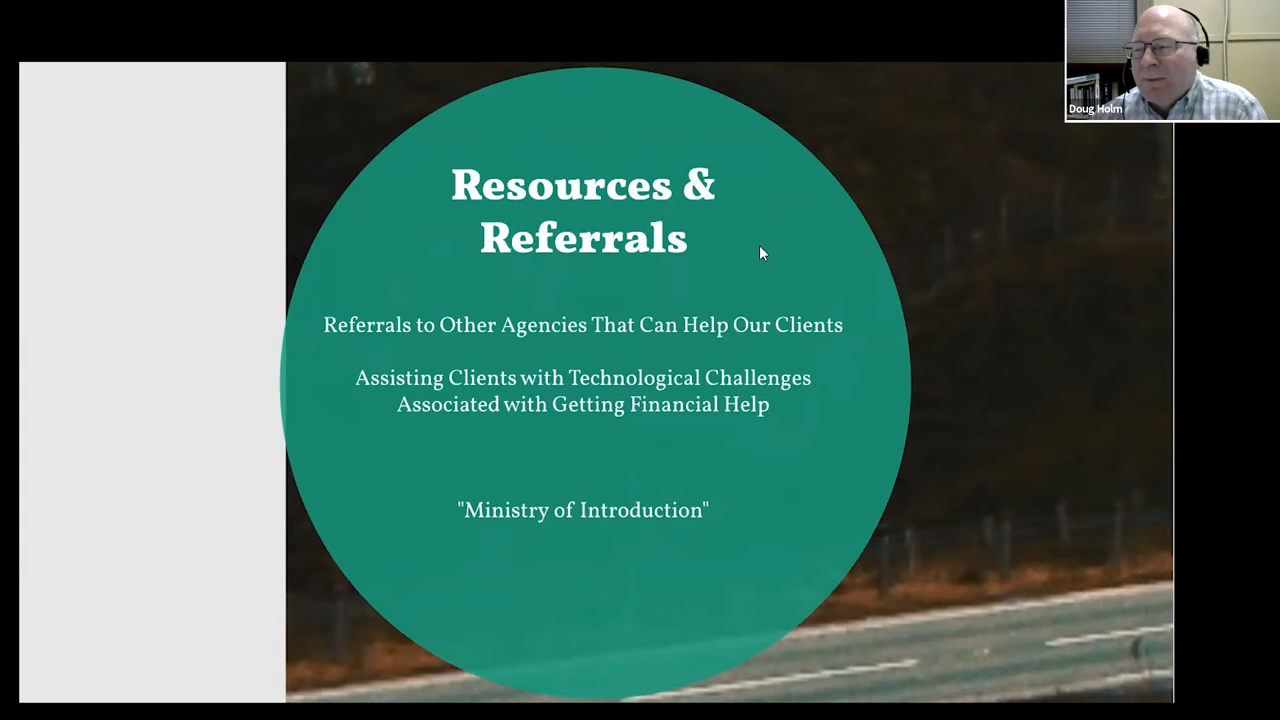 Doug Holm
Resources &
Referrals
Referrals to Other Agencies That Can Help Our Clients
Assisting Clients with Technological Challenges
Associated with Getting Financial Help
"Ministry of Introduction"